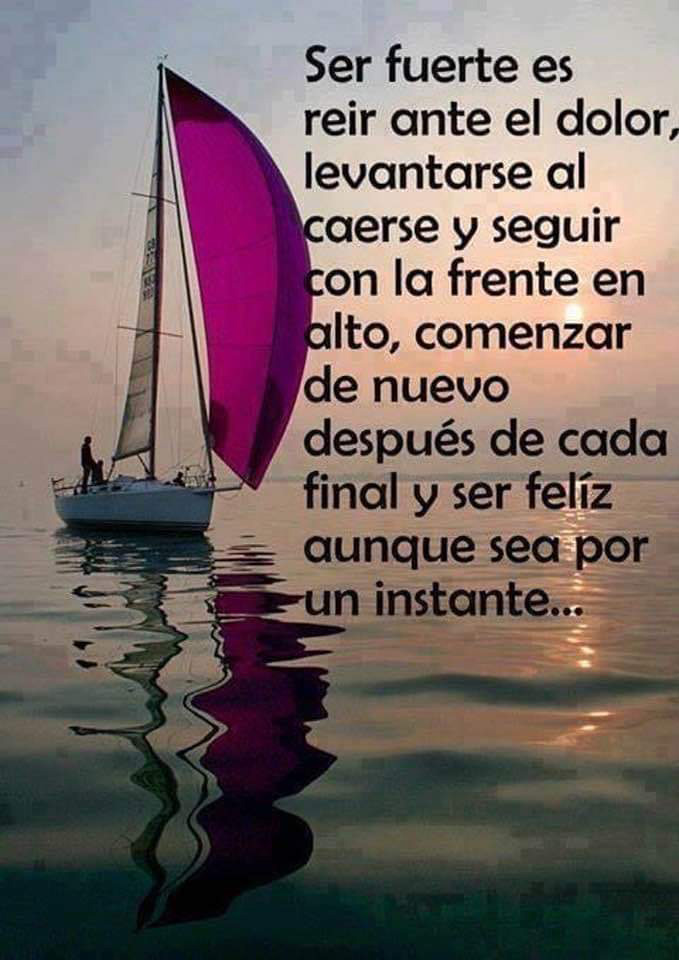 Ser fuerte es
reir ante el dolor,
levantarse al
caerse y seguir
con la frente en
alto, comenzar
de nuevo
después de cada
final y ser felíz
aunque sea por
un instante...